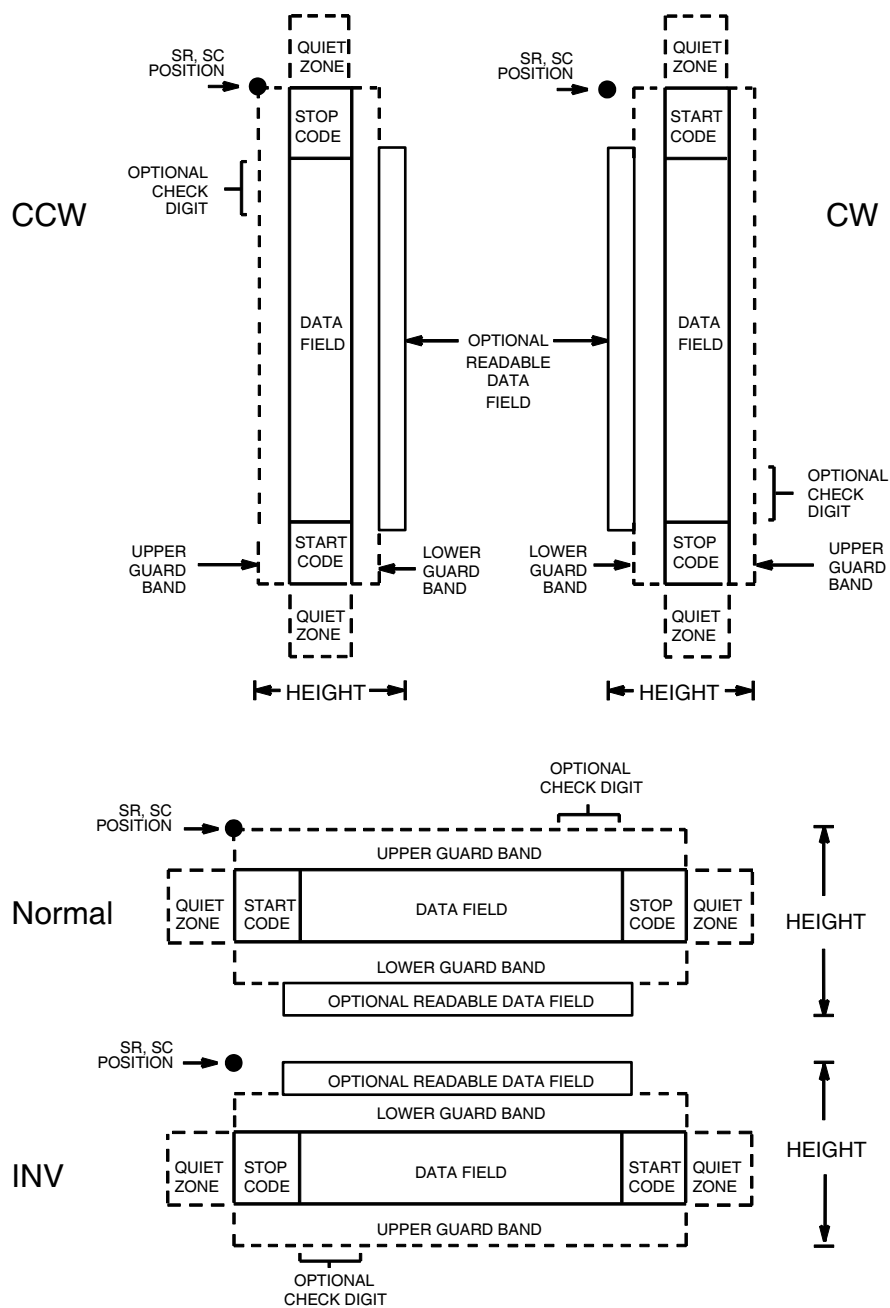 SR, SC
POSITION
QUIET
ZONE
STOP
CODE
OPTIONAL
CHECK
DIGIT
CCW
DATA
FIELD
UPPER
GUARD
BAND
START
CODE
LOWER
GUARD
BAND
QUIET
ZONE
HEIGHT
OPTIONAL
READABLE
DATA
FIELD
SR, SC
POSITION
QUIET
ZONE
START
CODE
CW
DATA
FIELD
OPTIONAL
CHECK
DIGIT
LOWER
GUARD
BAND
STOP
CODE
UPPER
GUARD
BAND
QUIET
ZONE
HEIGHT
OPTIONAL
CHECK DIGIT
SR, SC
POSITION
UPPER GUARD BAND
Normal
QUIET
ZONE
START
CODE
DATA FIELD
STOP
CODE
QUIET
ZONE
HEIGHT
LOWER GUARD BAND
OPTIONAL READABLE DATA FIELD
SR, SC
POSITION
OPTIONAL READABLE DATA FIELD
LOWER GUARD BAND
INV
QUIET
ZONE
STOP
CODE
DATA FIELD
START
CODE
QUIET
ZONE
HEIGHT
UPPER GUARD BAND
OPTIONAL
CHECK DIGIT